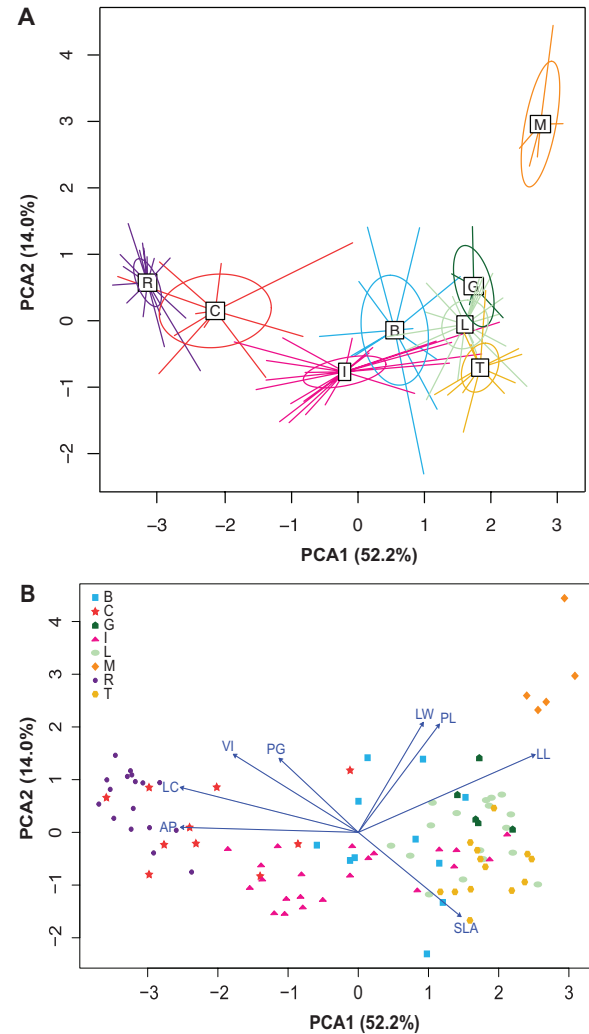 A
PCA2 (14.0%)
4
3
2
1
0
−1
−2
M
R
C
G
B
L
I
T
−3 −2 −1 0 1 2 3
PCA1 (52.2%)
B
PCA2 (14.0%)
4
3
2
1
0
−1
−2
B
C
G
I
L
M
R
T
LW PL
VI PG LL
LC
AP
SLA
−3 −2 −1 0 1 2 3
PCA1 (52.2%)